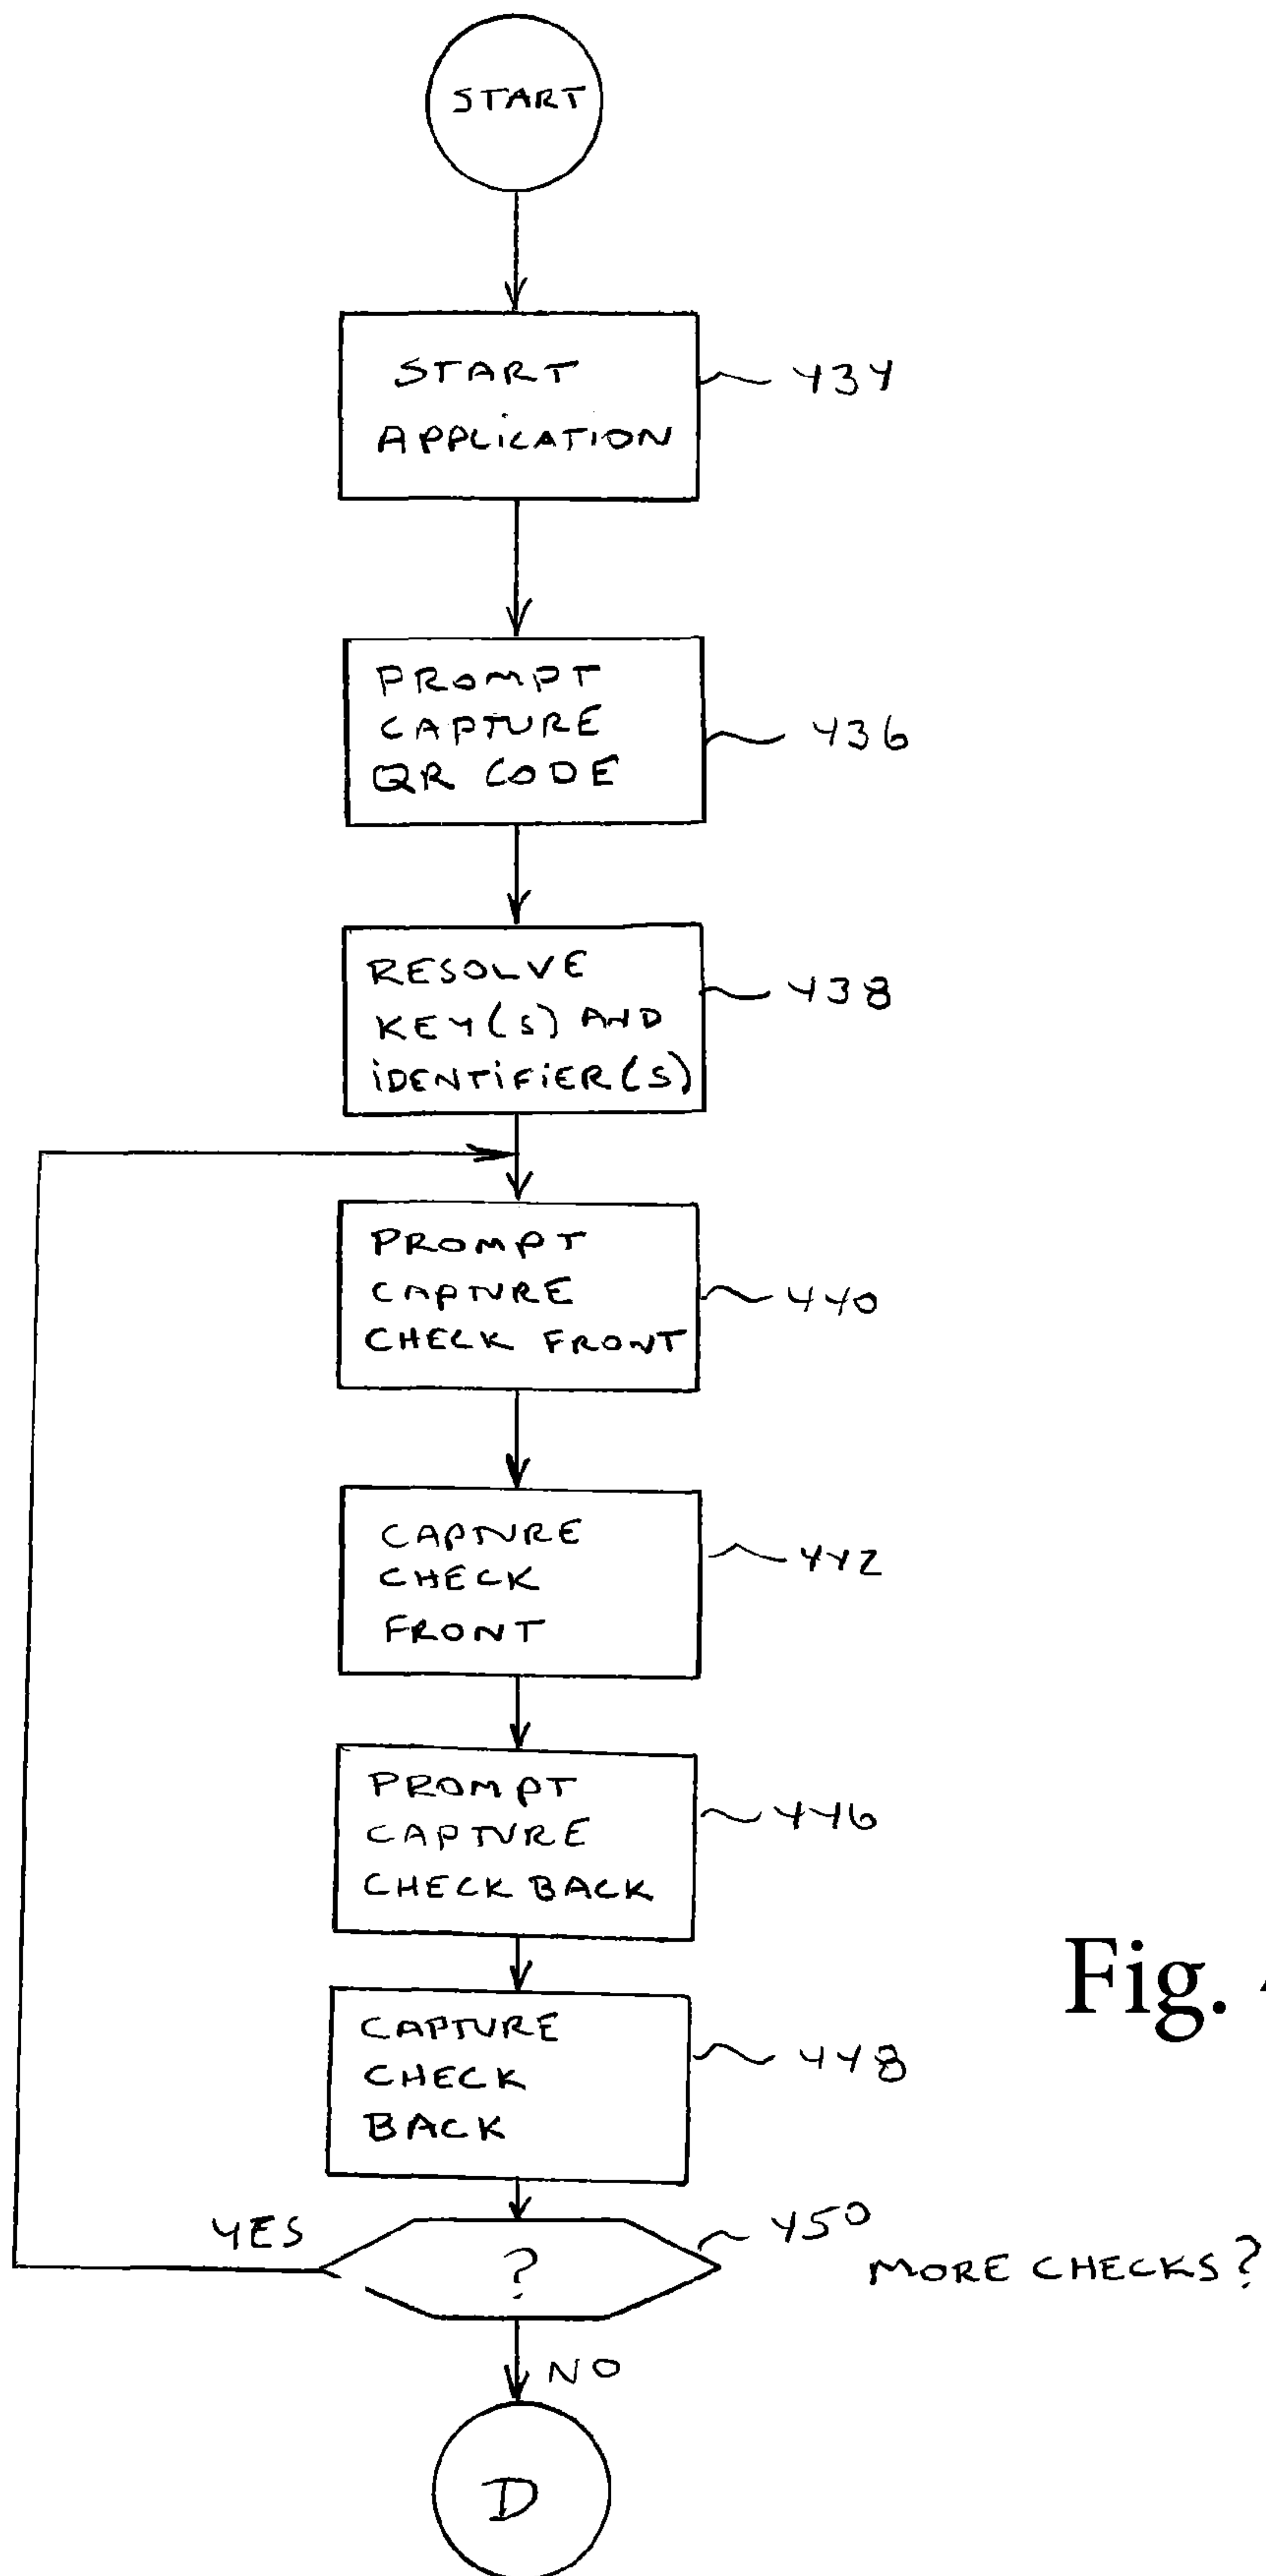 START
START
APPLiCATiON
434
PROMPT
CAPTURE
QR CODE
436
RESOLVE
KEY(S) AND
iDENTiFiER(S)
438
PROMPT
CAPTURE
CHECK FRONT
440
CAPTURE
CHECK
FRONT
442
PROMPT
CAPTURE
CHECK BACK
446
CAPTURE
CHECK
BACK
448
Fig.
YES
?
450
MORE CHECKS?
NO
D